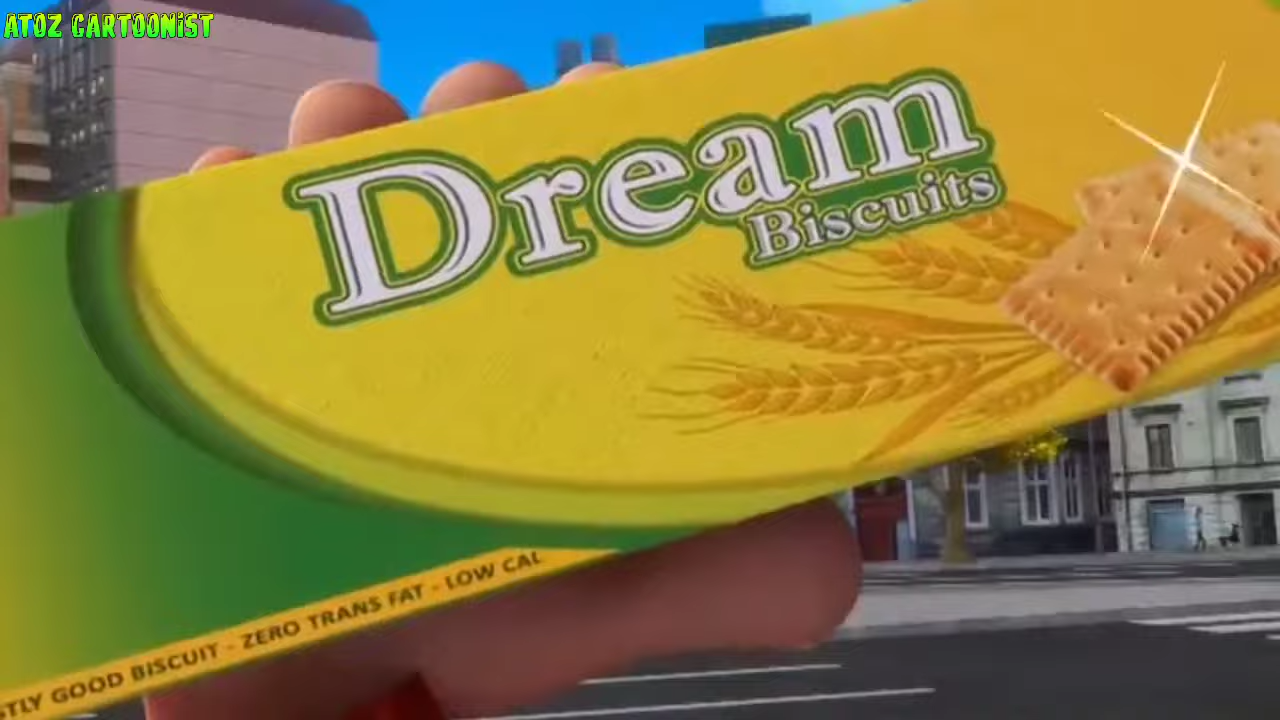 ATOZ CARTOONIST
Dream
Biscuits
GOOD BISCUIT - ZERO TRANS FAT - LOW CAL